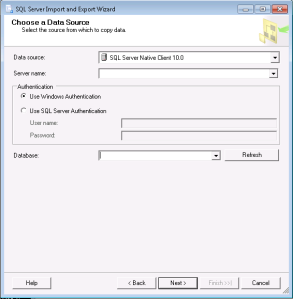 SQL Server Import and Export Wizard
Choose a Data Source
Select the source from which to copy data.
Data source: SQL Server Native Client 10.0
Server name:
Authentication
Use Windows Authentication
Use SQL Server Authentication
User name:
Password:
Database: Refresh
Help < Back Next > Finish >>| Cancel